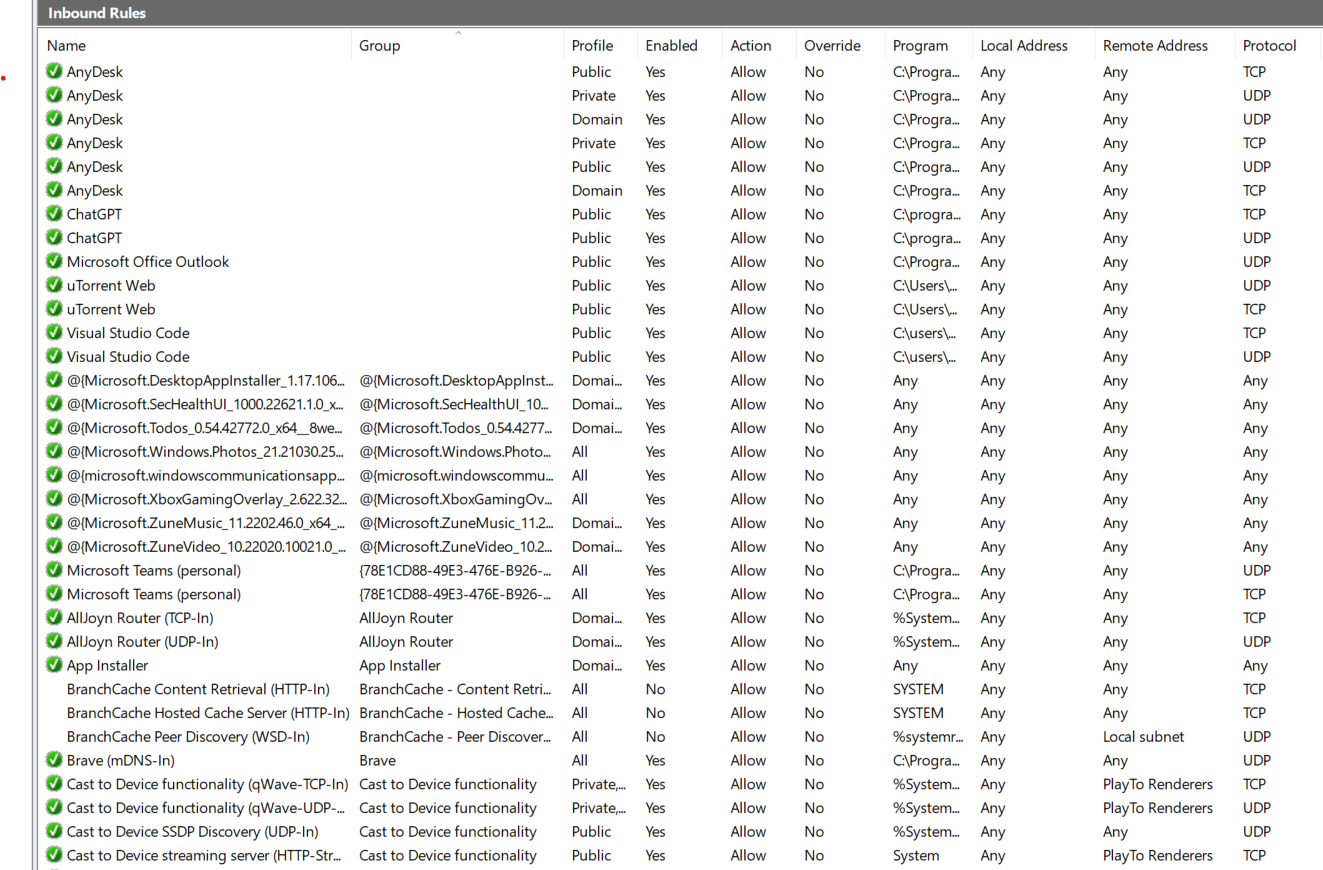 Inbound Rules
Name Group Profile Enabled Action Override Program Local Address Remote Address Protocol
AnyDesk Public Yes Allow No C:\Progra... Any Any TCP
AnyDesk Private Yes Allow No C:\Progra... Any Any UDP
AnyDesk Domain Yes Allow No C:\Progra... Any Any UDP
AnyDesk Private Yes Allow No C:\Progra... Any Any TCP
AnyDesk Public Yes Allow No C:\Progra... Any Any UDP
AnyDesk Domain Yes Allow No C:\Progra... Any Any TCP
ChatGPT Public Yes Allow No C:\progra... Any Any TCP
ChatGPT Public Yes Allow No C:\progra... Any Any UDP
Microsoft Office Outlook Public Yes Allow No C:\Progra... Any Any UDP
uTorrent Web Public Yes Allow No C:\Users\... Any Any UDP
uTorrent Web Public Yes Allow No C:\Users\... Any Any TCP
Visual Studio Code Public Yes Allow No C:\users\... Any Any TCP
Visual Studio Code Public Yes Allow No C:\users\... Any Any UDP
@{Microsoft.DesktopAppInstaller_1.17.106... @{Microsoft.DesktopAppInst... Domai... Yes Allow No Any Any Any Any
@{Microsoft.SecHealthUI_1000.22621.1.0_x... @{Microsoft.SecHealthUI_10... Domai... Yes Allow No Any Any Any Any
@{Microsoft.Todos_0.54.42772.0_x64__8we... @{Microsoft.Todos_0.54.4277... Domai... Yes Allow No Any Any Any Any
@{Microsoft.Windows.Photos_21.21030.25... @{Microsoft.Windows.Photo... All Yes Allow No Any Any Any Any
@{microsoft.windowscommunicationsapp... @{microsoft.windowscommu... All Yes Allow No Any Any Any Any
@{Microsoft.XboxGamingOverlay_2.622.32... @{Microsoft.XboxGamingOv... All Yes Allow No Any Any Any Any
@{Microsoft.ZuneMusic_11.2202.46.0_x64_... @{Microsoft.ZuneMusic_11.2... Domai... Yes Allow No Any Any Any Any
@{Microsoft.ZuneVideo_10.22020.10021.0_... @{Microsoft.ZuneVideo_10.2... Domai... Yes Allow No Any Any Any Any
Microsoft Teams (personal) {78E1CD88-49E3-476E-B926-... All Yes Allow No C:\Progra... Any Any UDP
Microsoft Teams (personal) {78E1CD88-49E3-476E-B926-... All Yes Allow No C:\Progra... Any Any TCP
AllJoyn Router (TCP-In) AllJoyn Router Domai... Yes Allow No %System... Any Any TCP
AllJoyn Router (UDP-In) AllJoyn Router Domai... Yes Allow No %System... Any Any UDP
App Installer App Installer Domai... Yes Allow No Any Any Any Any
BranchCache Content Retrieval (HTTP-In) BranchCache - Content Retri... All No Allow No SYSTEM Any Any TCP
BranchCache Hosted Cache Server (HTTP-In) BranchCache - Hosted Cache... All No Allow No SYSTEM Any Any TCP
BranchCache Peer Discovery (WSD-In) BranchCache - Peer Discover... All No Allow No %systemr... Any Local subnet UDP
Brave (mDNS-In) Brave All Yes Allow No C:\Progra... Any Any UDP
Cast to Device functionality (qWave-TCP-In) Cast to Device functionality Private,... Yes Allow No %System... Any PlayTo Renderers TCP
Cast to Device functionality (qWave-UDP-... Cast to Device functionality Private,... Yes Allow No %System... Any PlayTo Renderers UDP
Cast to Device SSDP Discovery (UDP-In) Cast to Device functionality Public Yes Allow No %System... Any Any UDP
Cast to Device streaming server (HTTP-Str... Cast to Device functionality Public Yes Allow No System Any PlayTo Renderers TCP